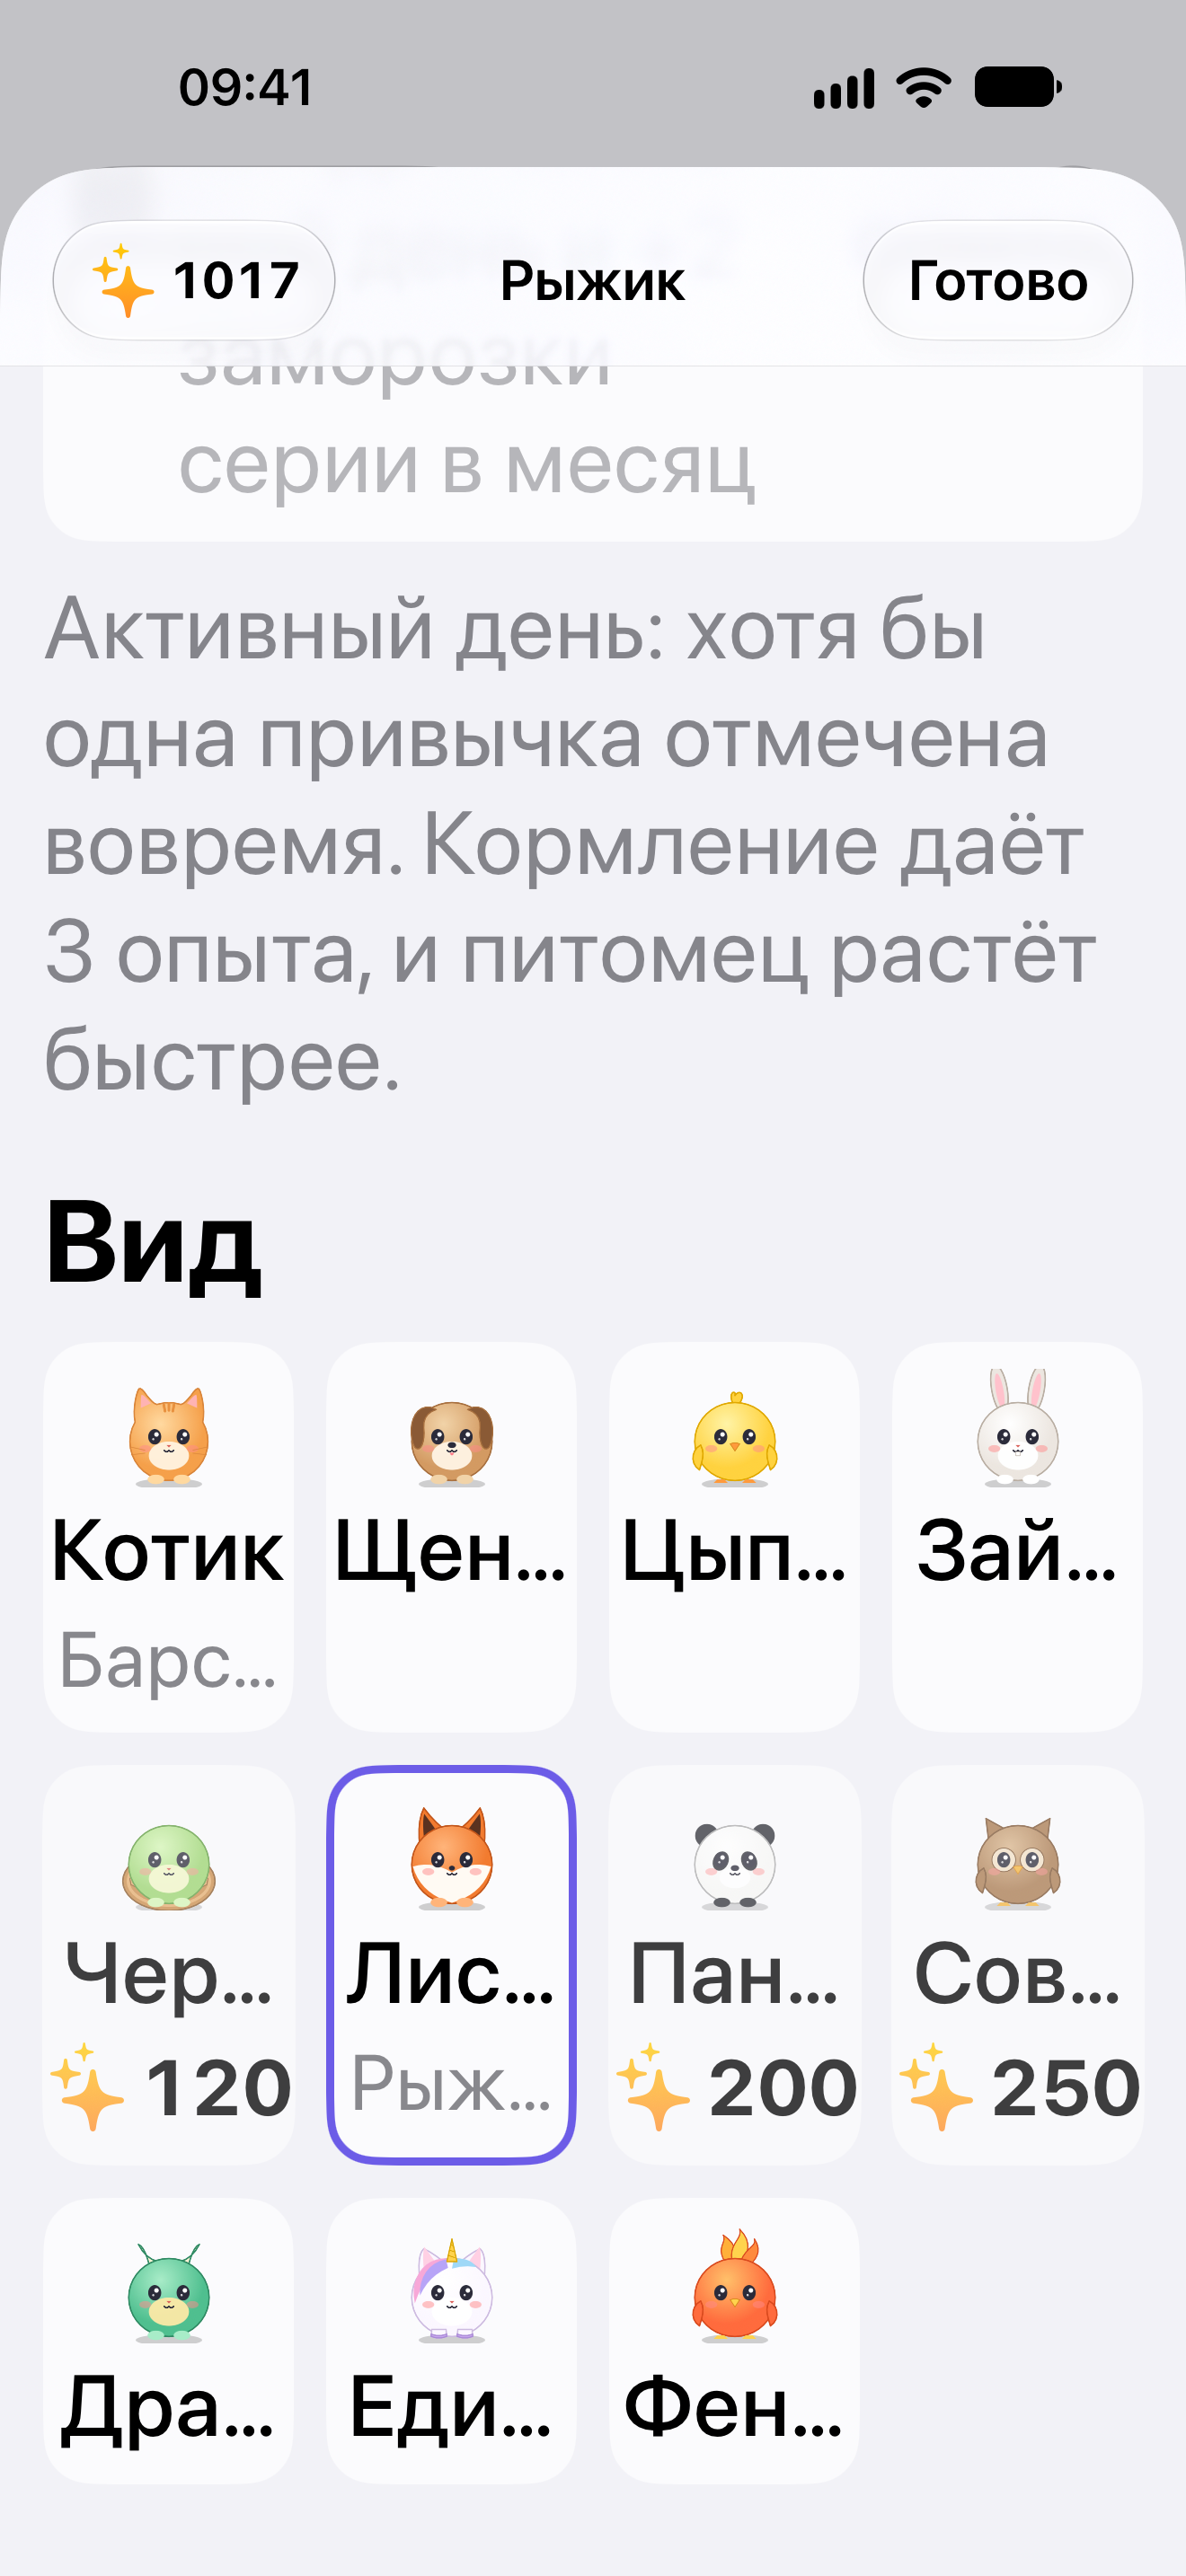 09:41
1017
Рыжик
Готово
заморозки
серии в месяц
Активный день: хотя бы
одна привычка отмечена
вовремя. Кормление даёт
3 опыта, и питомец растёт
быстрее.
Вид
Котик
Щен...
Цып...
Зай...
Барс...
Чер...
Лис...
Пан...
Сов...
120
Рыж...
200
250
Дра...
Еди...
Фен...